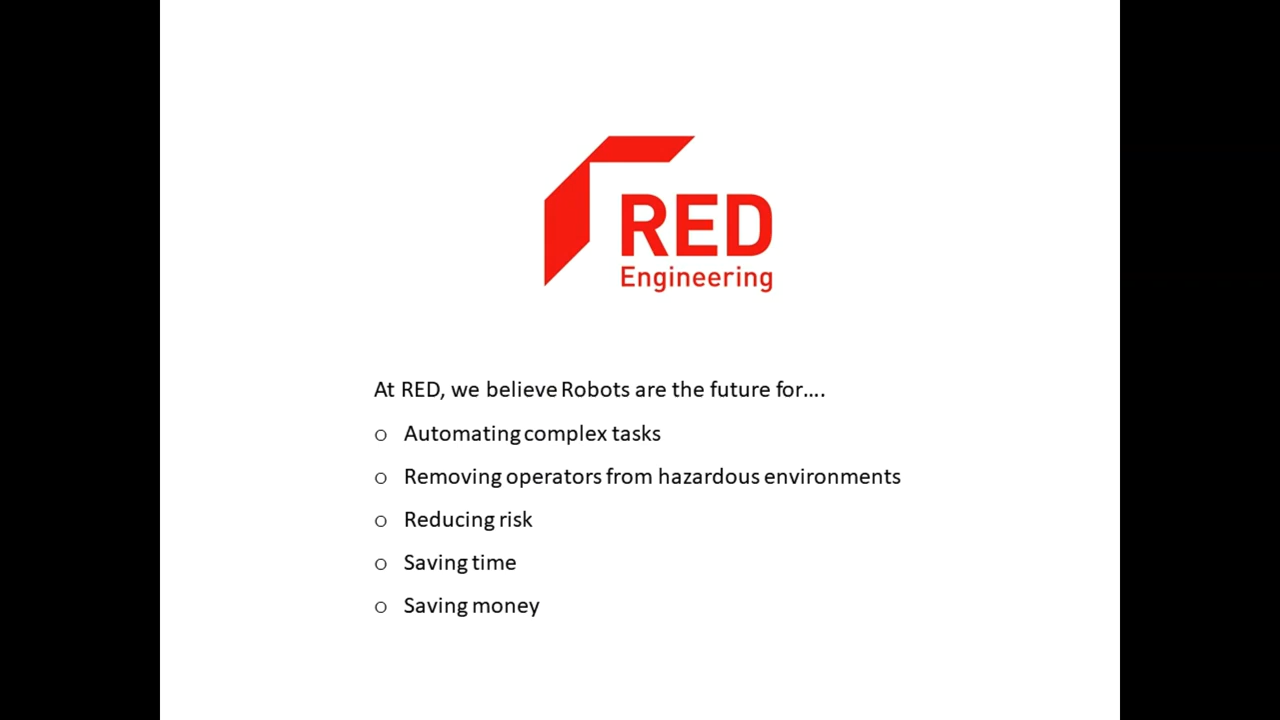 RED
Engineering
At RED, we believe Robots are the future for....
o Automating complex tasks
o Removing operators from hazardous environments
o Reducing risk
o Saving time
o Saving money